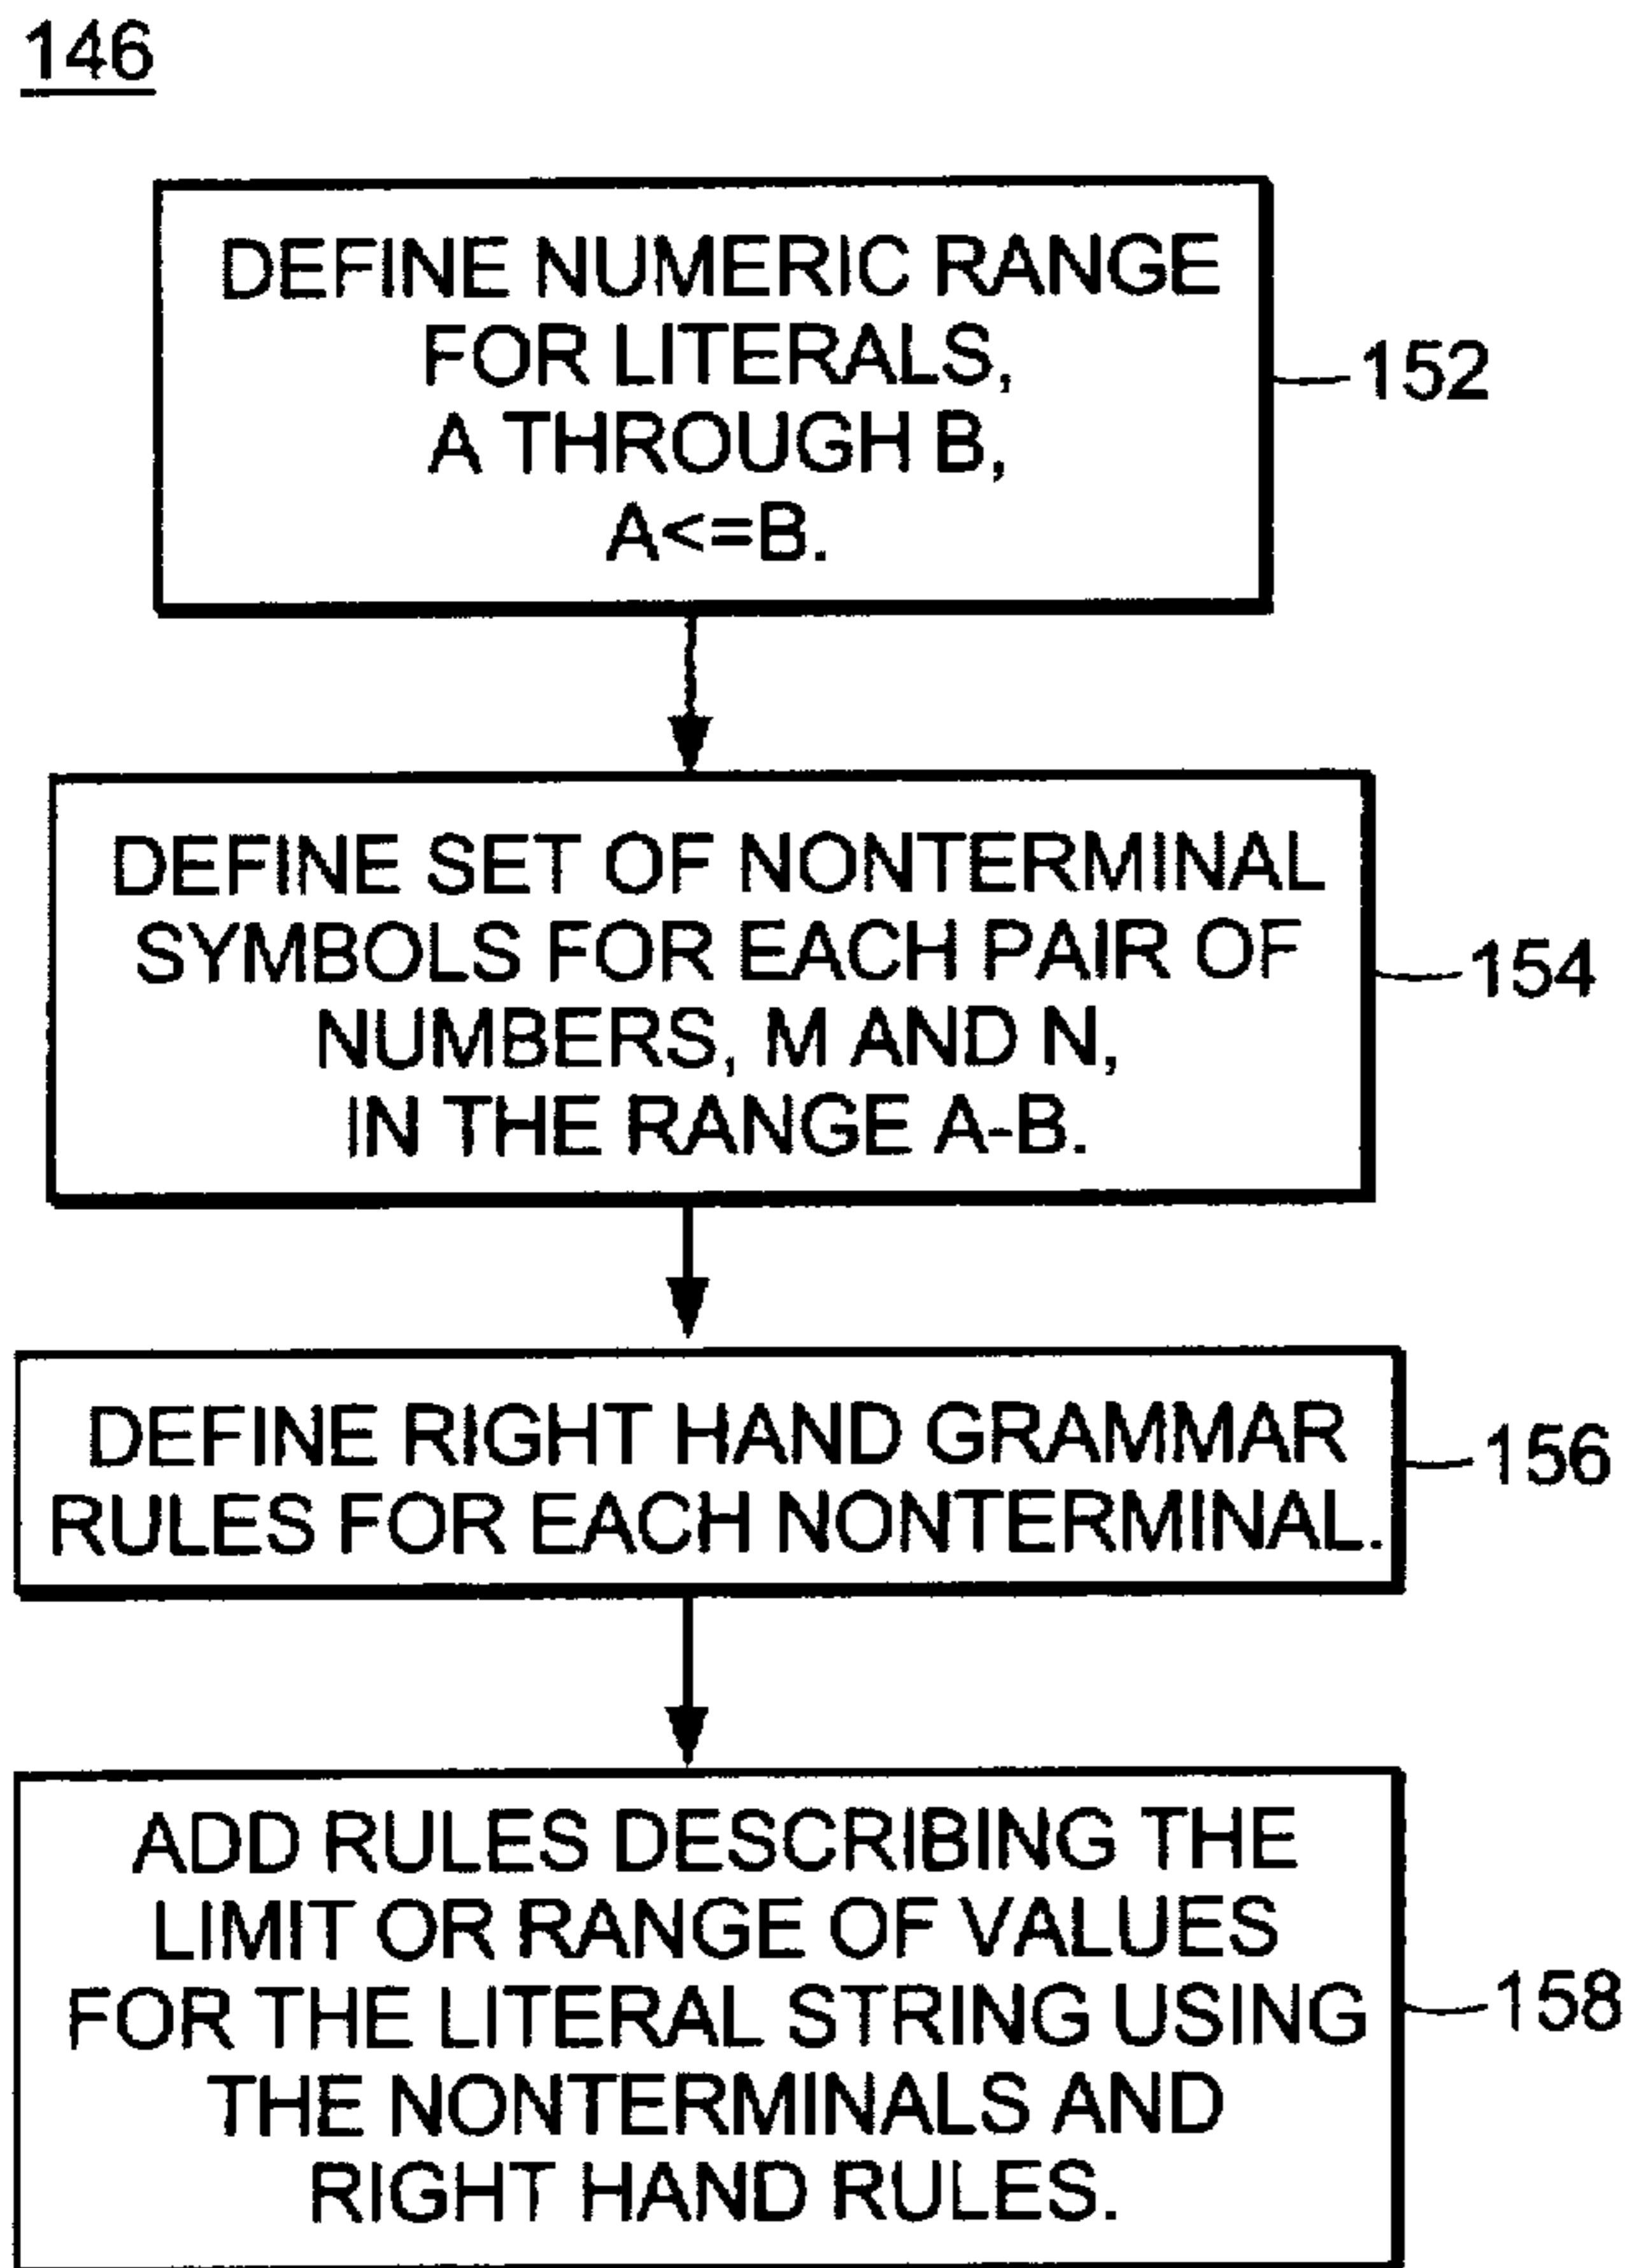 146
DEFINE NUMERIC RANGE
FOR LITERALS,
A THROUGH B,
A<=B.
152
DEFINE SET OF NONTERMINAL
SYMBOLS FOR EACH PAIR OF
NUMBERS, M AND N,
IN THE RANGE A-B.
154
DEFINE RIGHT HAND GRAMMAR
RULES FOR EACH NONTERMINAL.
156
ADD RULES DESCRIBING THE
LIMIT OR RANGE OF VALUES
FOR THE LITERAL STRING USING
THE NONTERMINALS AND
RIGHT HAND RULES.
158